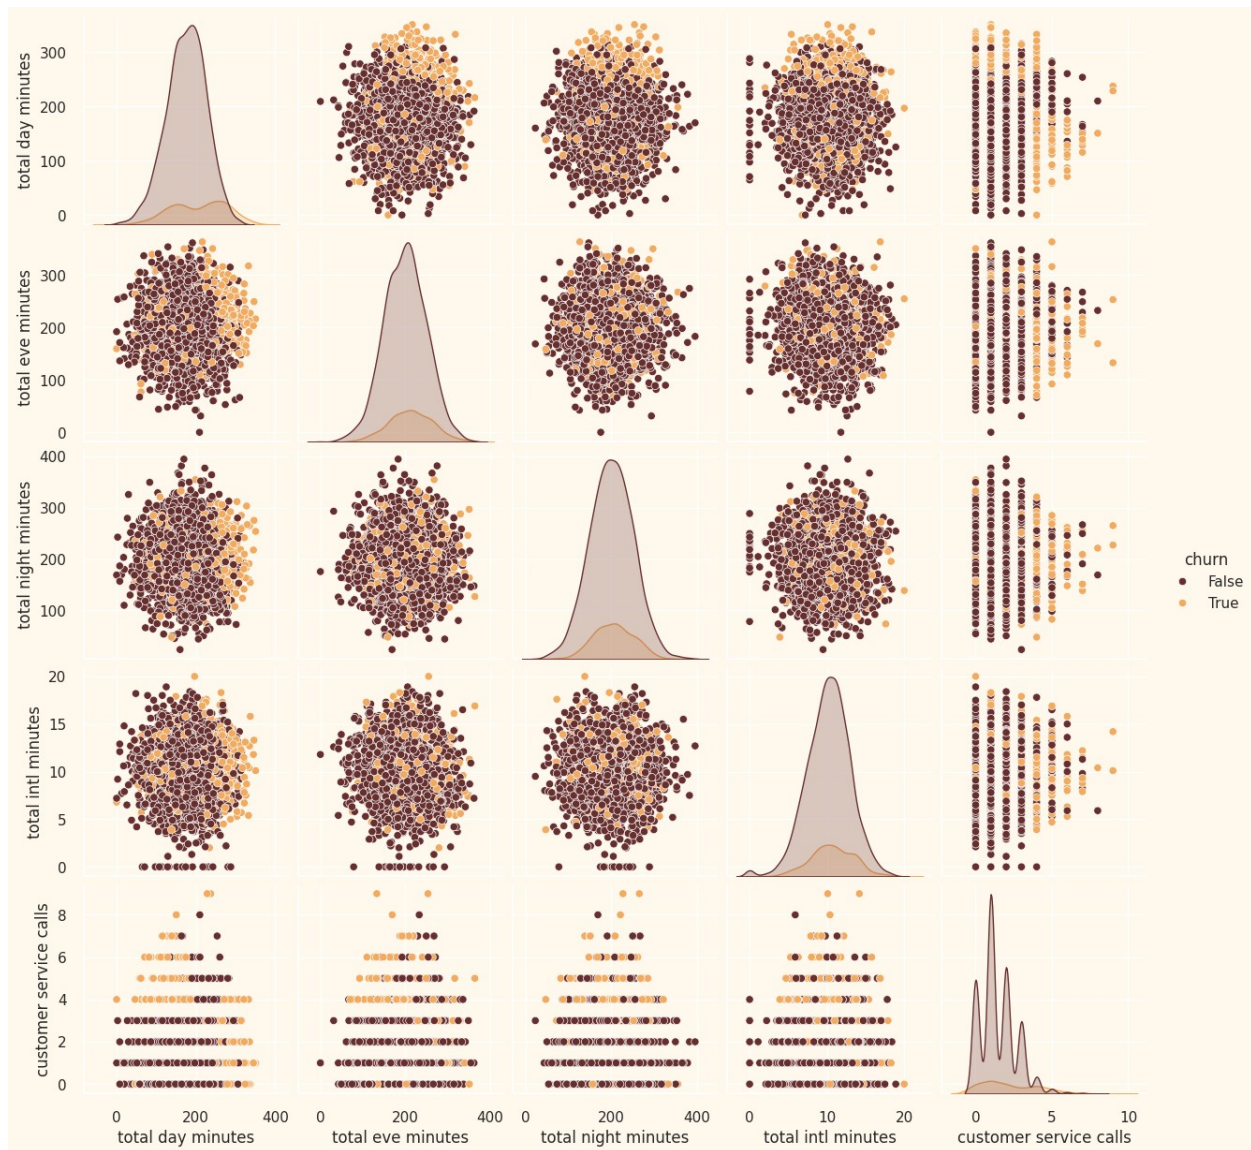 total day minutes
300
200
100
0
total eve minutes
300
200
100
0
total night minutes
400
300
200
100
churn
False
True
total intl minutes
20
15
10
5
0
customer service calls
8
6
4
2
0
0 200 400 0 200 400 0 200 400 0 10 20 0 5 10
total day minutes total eve minutes total night minutes total intl minutes customer service calls